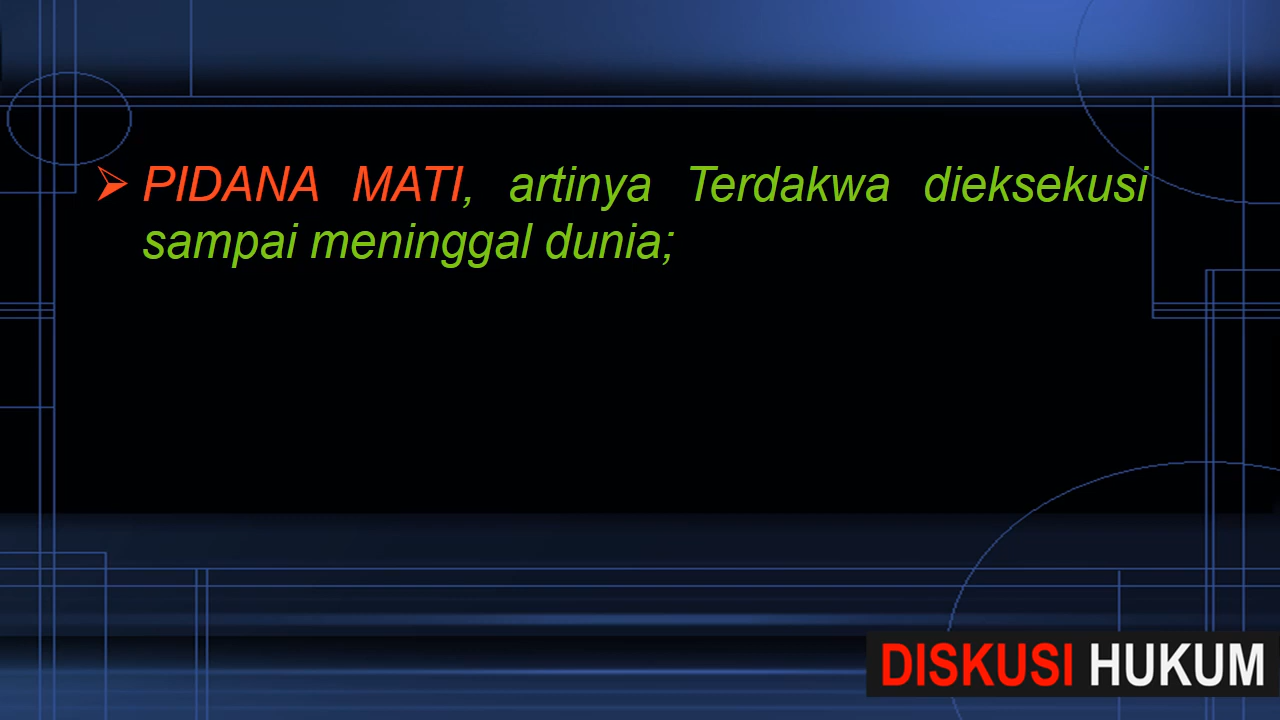 ➢ PIDANA MATI, artinya Terdakwa dieksekusi
sampai meninggal dunia;
DISKUSI HUKUM